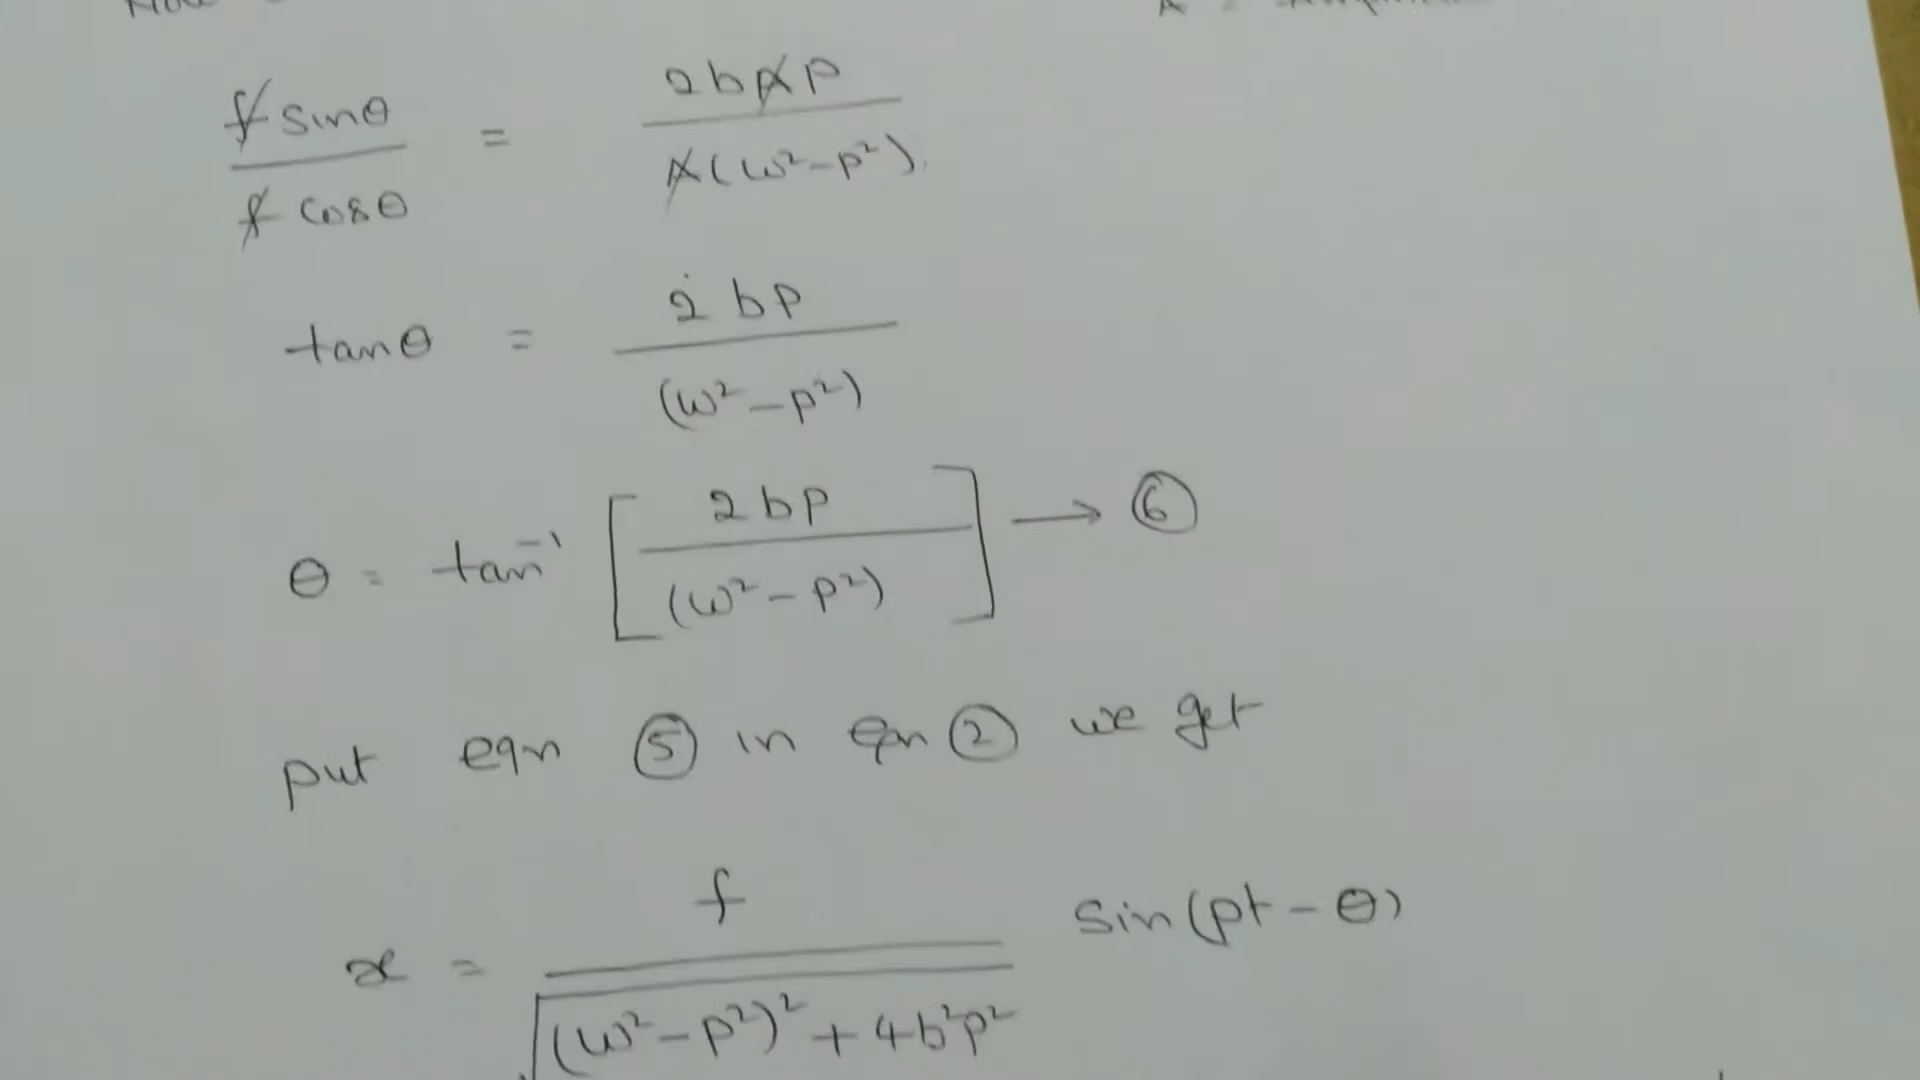 f sinθ / f cosθ = 2bAp / A(ω² - p²)
tanθ = 2bp / (ω² - p²)
θ = tan⁻¹ [ 2bp / (ω² - p²) ] → ⑥
put eqn ⑤ in eqn ② we get
x = f / √(ω² - p²)² + 4b²p² sin(pt - θ)